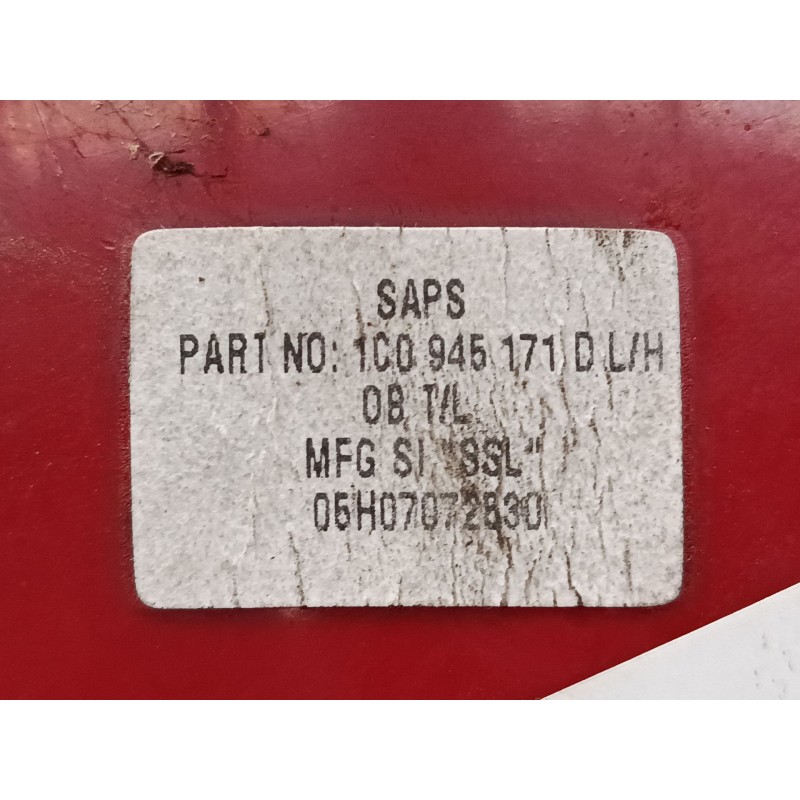 SAPS
PART NO: 1C0 945 171 D L/H
OB T/L
MFG SI "SSL"
05H07072830